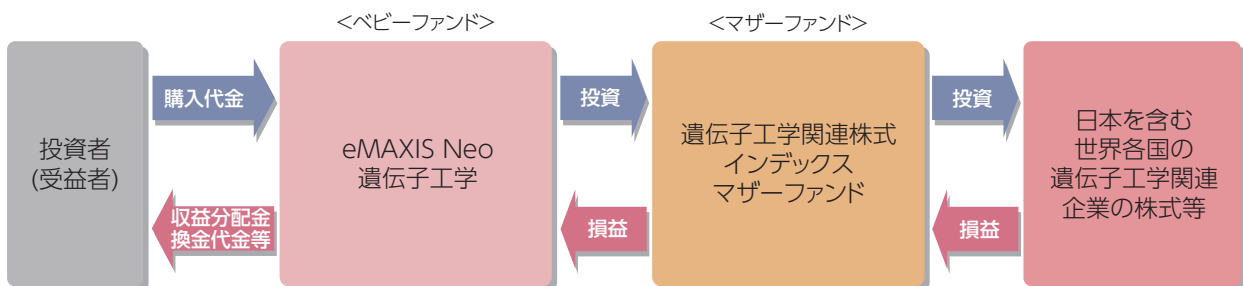 ＜ベビーファンド＞
＜マザーファンド＞
投資者
(受益者)
購入代金
収益分配金
換金代金等
eMAXIS Neo
遺伝子工学
投資
損益
遺伝子工学関連株式
インデックス
マザーファンド
投資
損益
日本を含む
世界各国の
遺伝子工学関連
企業の株式等